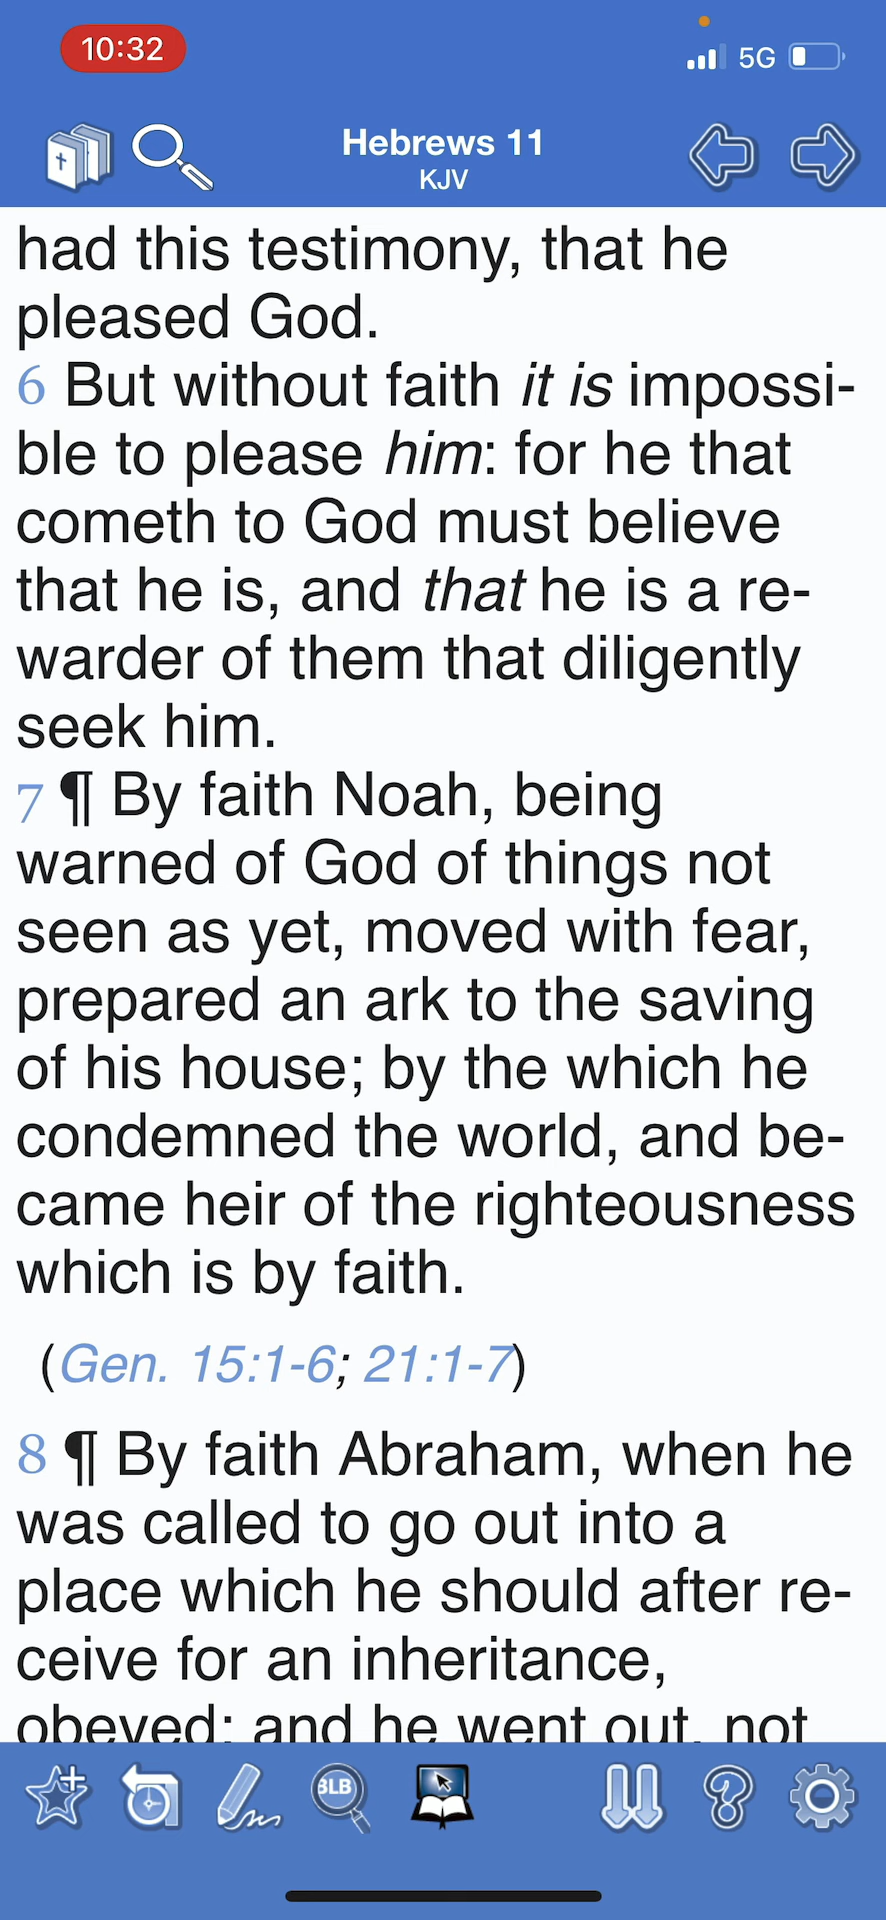 10:32
5G
Hebrews 11
KJV
had this testimony, that he
pleased God.
6 But without faith it is impossi-
ble to please him: for he that
cometh to God must believe
that he is, and that he is a re-
warder of them that diligently
seek him.
7 ¶ By faith Noah, being
warned of God of things not
seen as yet, moved with fear,
prepared an ark to the saving
of his house; by the which he
condemned the world, and be-
came heir of the righteousness
which is by faith.
(Gen. 15:1-6; 21:1-7)
8 ¶ By faith Abraham, when he
was called to go out into a
place which he should after re-
ceive for an inheritance,
obeyed; and he went out, not
BLB